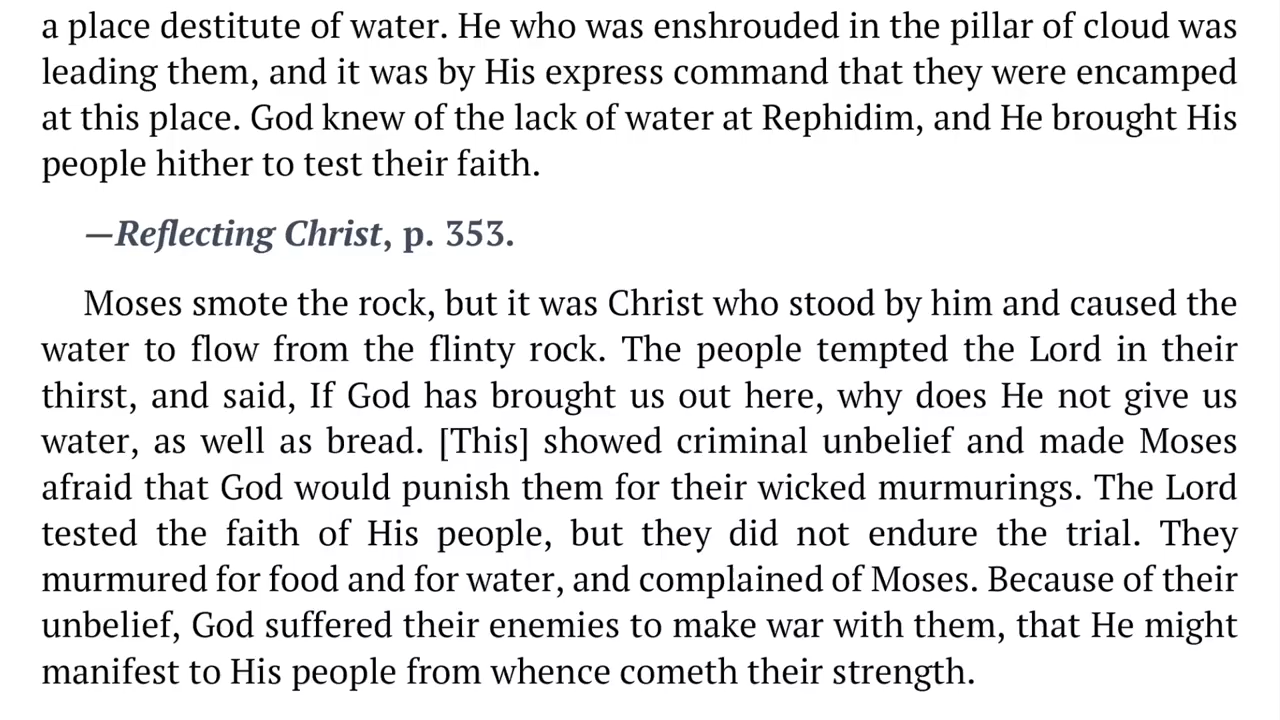 a place destitute of water. He who was enshrouded in the pillar of cloud was
leading them, and it was by His express command that they were encamped
at this place. God knew of the lack of water at Rephidim, and He brought His
people hither to test their faith.
—Reflecting Christ, p. 353.
Moses smote the rock, but it was Christ who stood by him and caused the
water to flow from the flinty rock. The people tempted the Lord in their
thirst, and said, If God has brought us out here, why does He not give us
water, as well as bread. [This] showed criminal unbelief and made Moses
afraid that God would punish them for their wicked murmurings. The Lord
tested the faith of His people, but they did not endure the trial. They
murmured for food and for water, and complained of Moses. Because of their
unbelief, God suffered their enemies to make war with them, that He might
manifest to His people from whence cometh their strength.